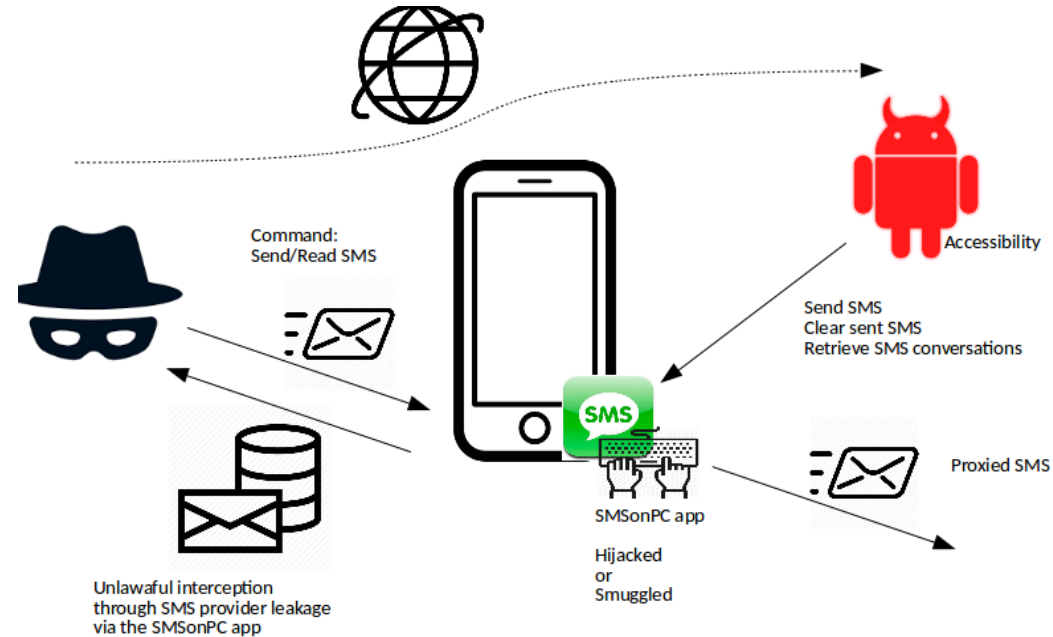 Command:
Send/Read SMS
Accessibility
Send SMS
Clear sent SMS
Retrieve SMS conversations
SMS
Proxied SMS
SMSonPC app
Hijacked
or
Smuggled
Unlawaful interception
through SMS provider leakage
via the SMSonPC app